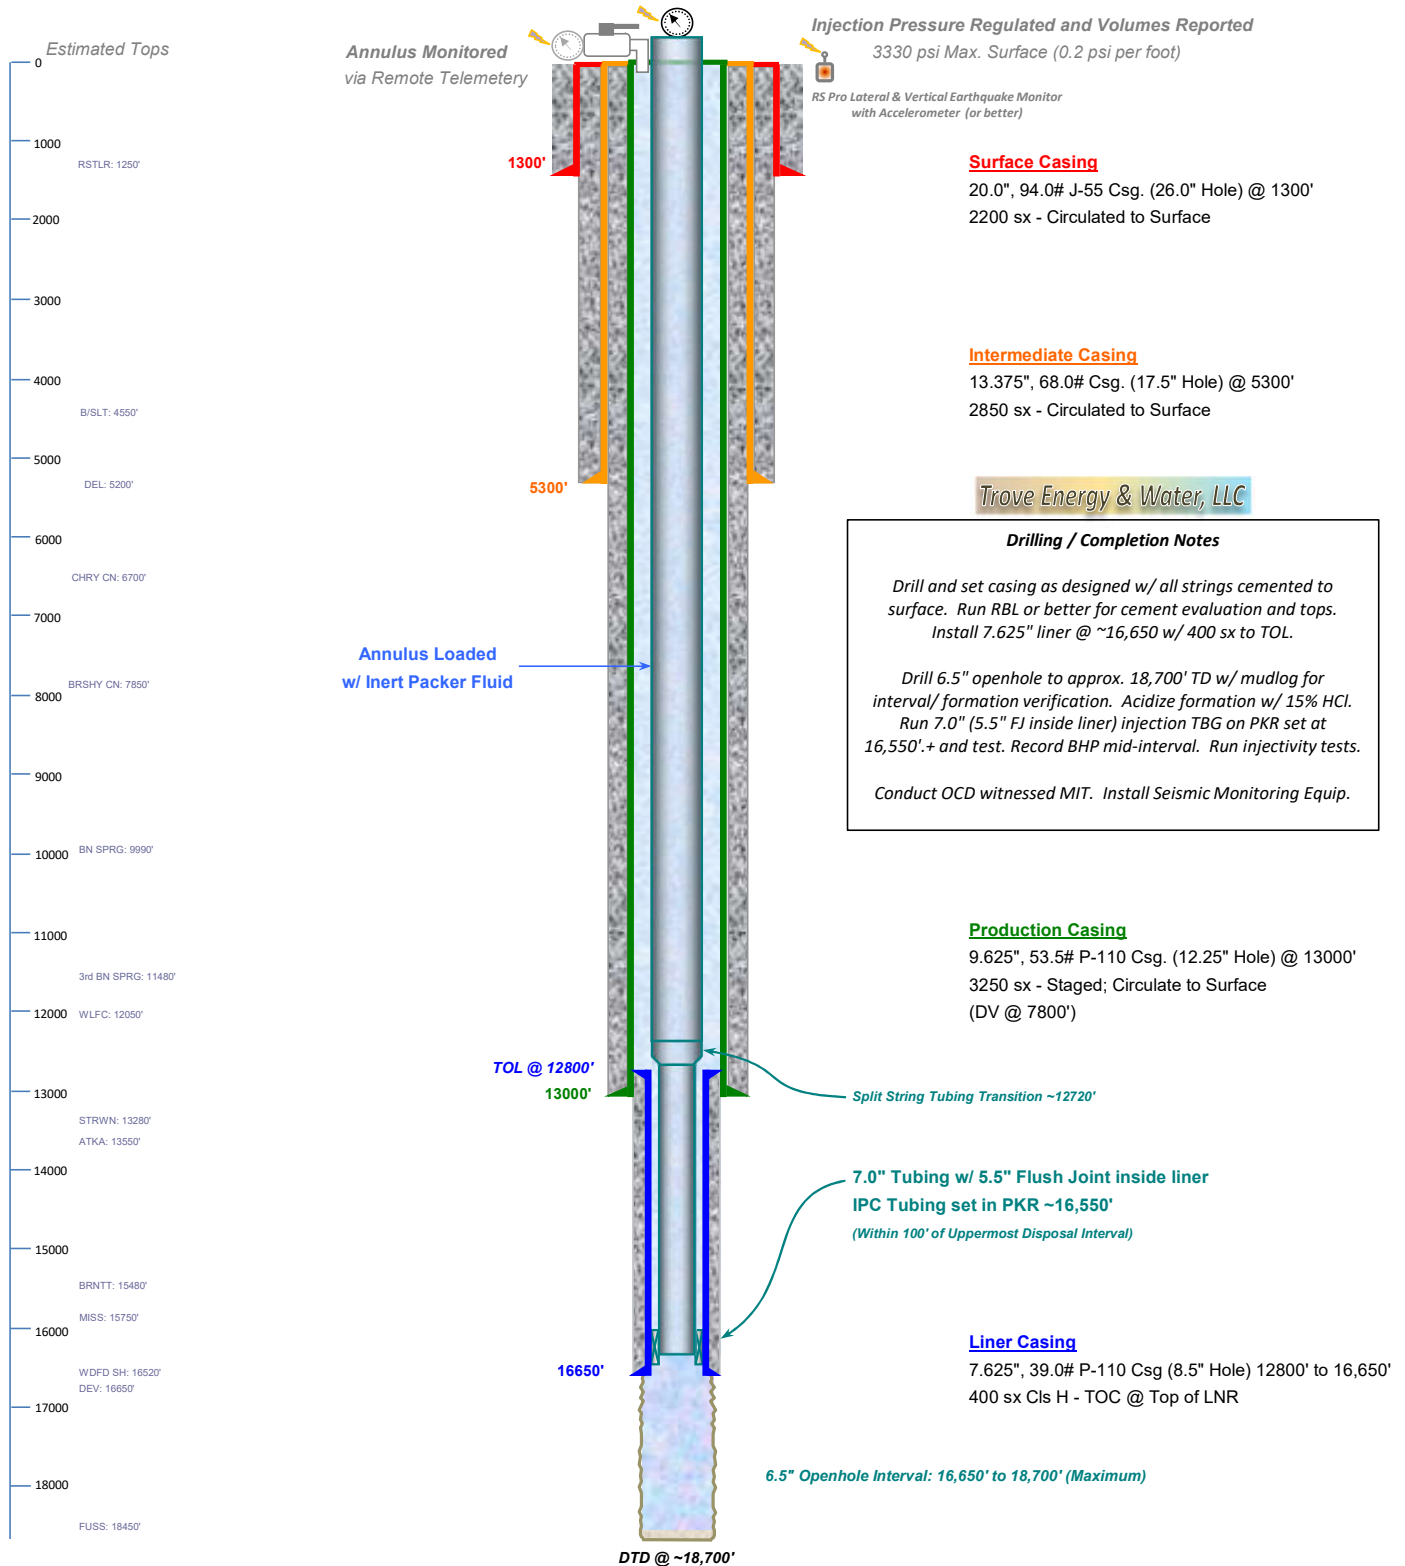 Estimated Tops
0
1000
RSTLR: 1250'
2000
3000
4000
B/SLT: 4550'
5000
DEL: 5200'
6000
CHRY CN: 6700'
7000
BRSHY CN: 7850'
8000
9000
10000
BN SPRG: 9990'
11000
3rd BN SPRG: 11480'
12000
WLFC: 12050'
13000
STRWN: 13280'
ATKA: 13550'
14000
15000
BRNTT: 15480'
MISS: 15750'
16000
WDFD SH: 16520'
DEV: 16650'
17000
18000
FUSS: 18450'
Annulus Monitored
via Remote Telemetery
Injection Pressure Regulated and Volumes Reported
3330 psi Max. Surface (0.2 psi per foot)
RS Pro Lateral & Vertical Earthquake Monitor
with Accelerometer (or better)
1300'
Surface Casing
20.0", 94.0# J-55 Csg. (26.0" Hole) @ 1300'
2200 sx - Circulated to Surface
Intermediate Casing
13.375", 68.0# Csg. (17.5" Hole) @ 5300'
2850 sx - Circulated to Surface
5300'
Trove Energy & Water, LLC
Drilling / Completion Notes
Drill and set casing as designed w/ all strings cemented to
surface. Run RBL or better for cement evaluation and tops.
Install 7.625" liner @ ~16,650 w/ 400 sx to TOL.
Drill 6.5" openhole to approx. 18,700' TD w/ mudlog for
interval/ formation verification. Acidize formation w/ 15% HCl.
Run 7.0" (5.5" FJ inside liner) injection TBG on PKR set at
16,550'.+ and test. Record BHP mid-interval. Run injectivity tests.
Conduct OCD witnessed MIT. Install Seismic Monitoring Equip.
Annulus Loaded
w/ Inert Packer Fluid
Production Casing
9.625", 53.5# P-110 Csg. (12.25" Hole) @ 13000'
3250 sx - Staged; Circulate to Surface
(DV @ 7800')
TOL @ 12800'
13000'
Split String Tubing Transition ~12720'
7.0" Tubing w/ 5.5" Flush Joint inside liner
IPC Tubing set in PKR ~16,550'
(Within 100' of Uppermost Disposal Interval)
Liner Casing
7.625", 39.0# P-110 Csg (8.5" Hole) 12800' to 16,650'
400 sx Cls H - TOC @ Top of LNR
16650'
6.5" Openhole Interval: 16,650' to 18,700' (Maximum)
DTD @ ~18,700'